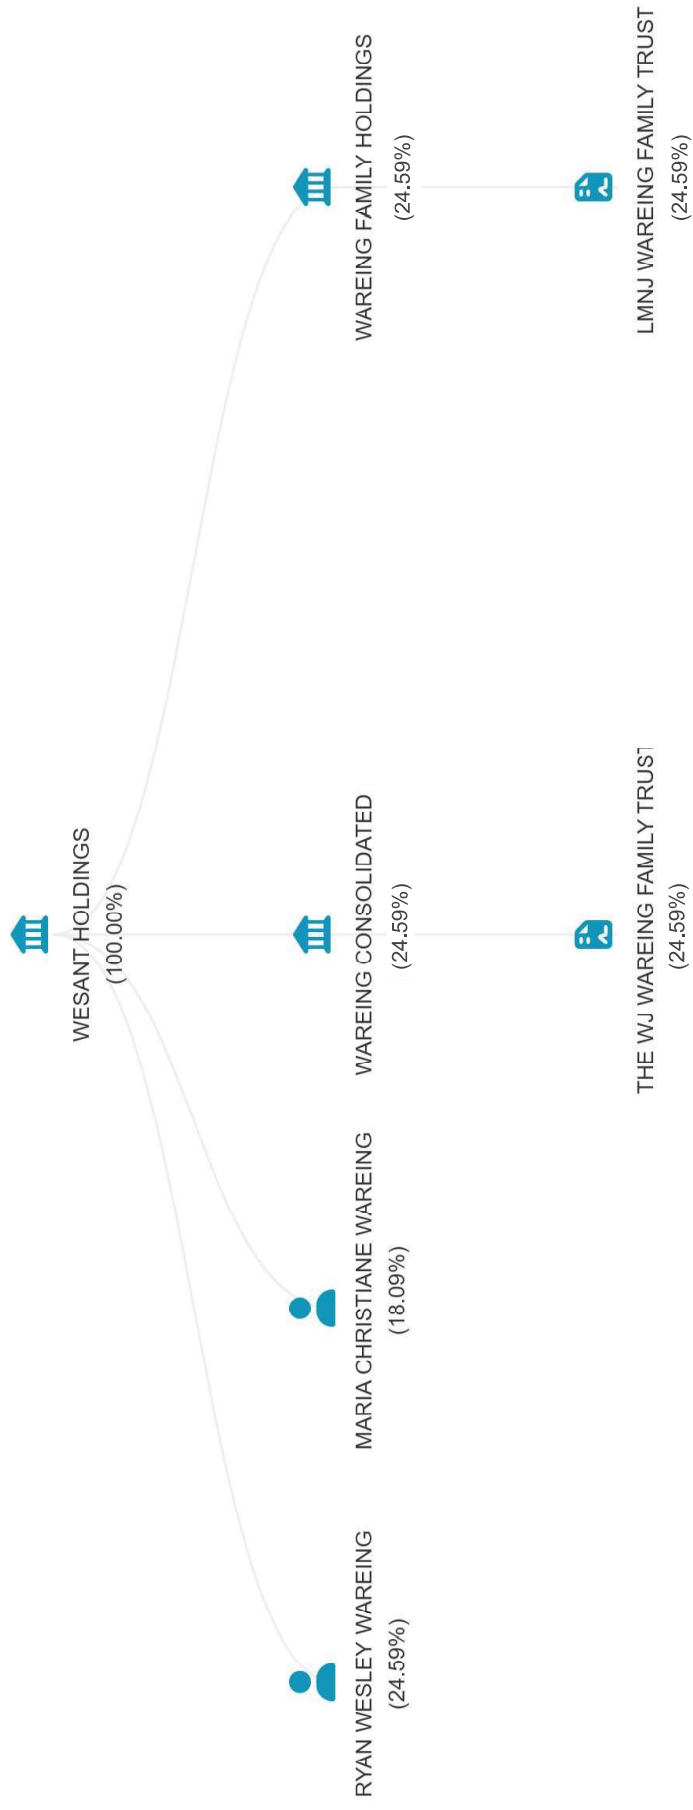 WESANT HOLDINGS
(100.00%)
RYAN WESLEY WAREING
(24.59%)
MARIA CHRISTIANE WAREING
(18.09%)
WAREING CONSOLIDATED
(24.59%)
WAREING FAMILY HOLDINGS
(24.59%)
THE WJ WAREING FAMILY TRUST
(24.59%)
LMNJ WAREING FAMILY TRUST
(24.59%)